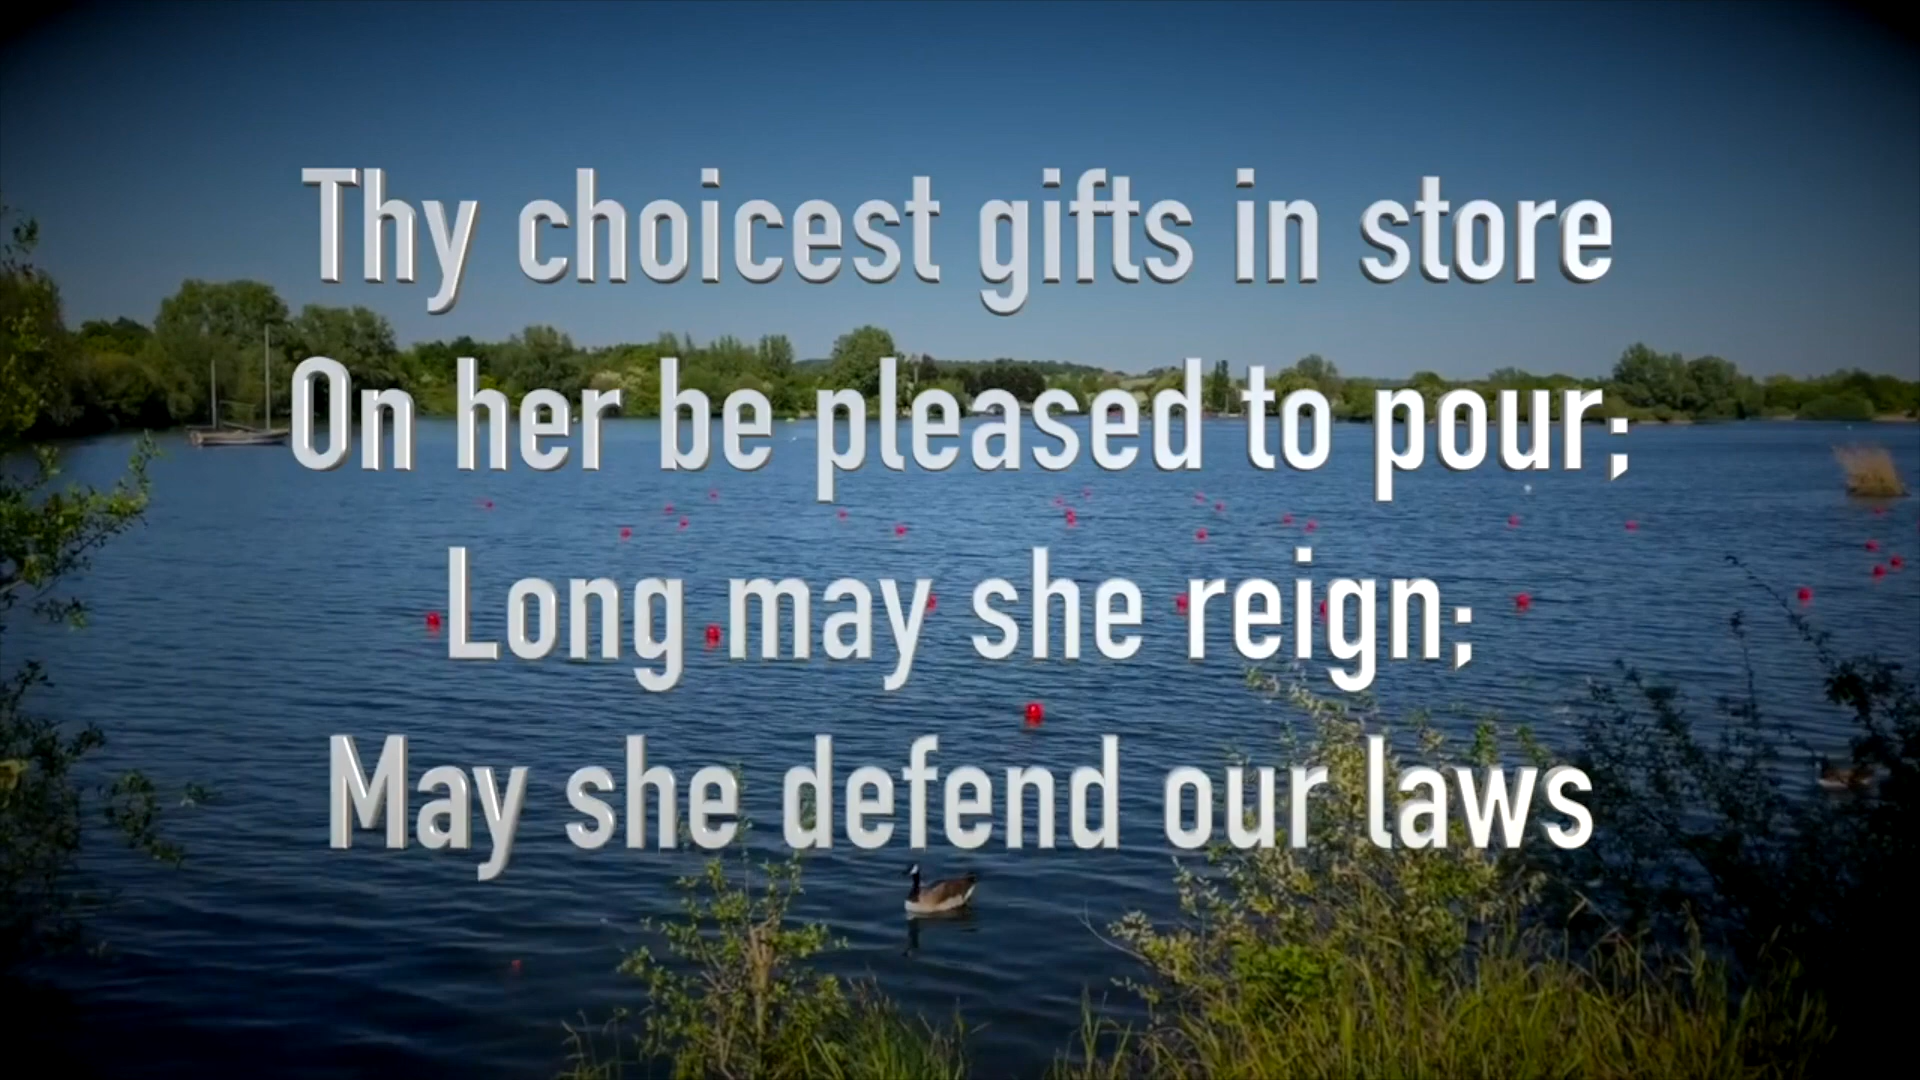 Thy choicest gifts in store
On her be pleased to pour;
Long may she reign;
May she defend our laws